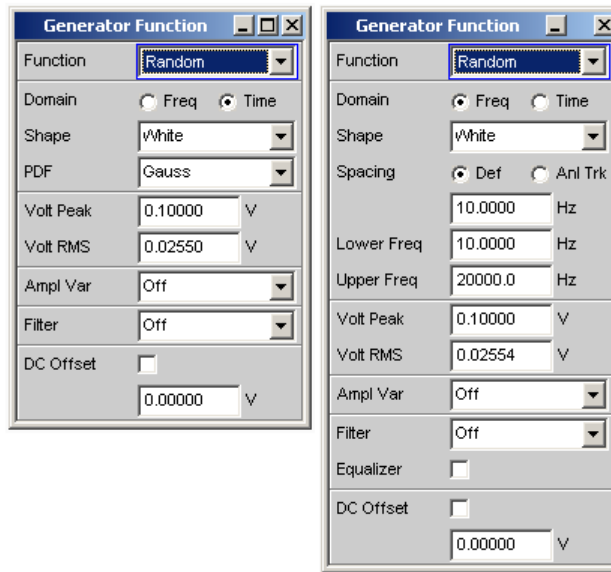 Generator Function
Function Random
Domain Freq Time
Shape White
PDF Gauss
Volt Peak 0.10000 V
Volt RMS 0.02550 V
Ampl Var Off
Filter Off
DC Offset
0.00000 V
Generator Function
Function Random
Domain Freq Time
Shape White
Spacing Def Anl Trk
10.0000 Hz
Lower Freq 10.0000 Hz
Upper Freq 20000.0 Hz
Volt Peak 0.10000 V
Volt RMS 0.02554 V
Ampl Var Off
Filter Off
Equalizer
DC Offset
0.00000 V